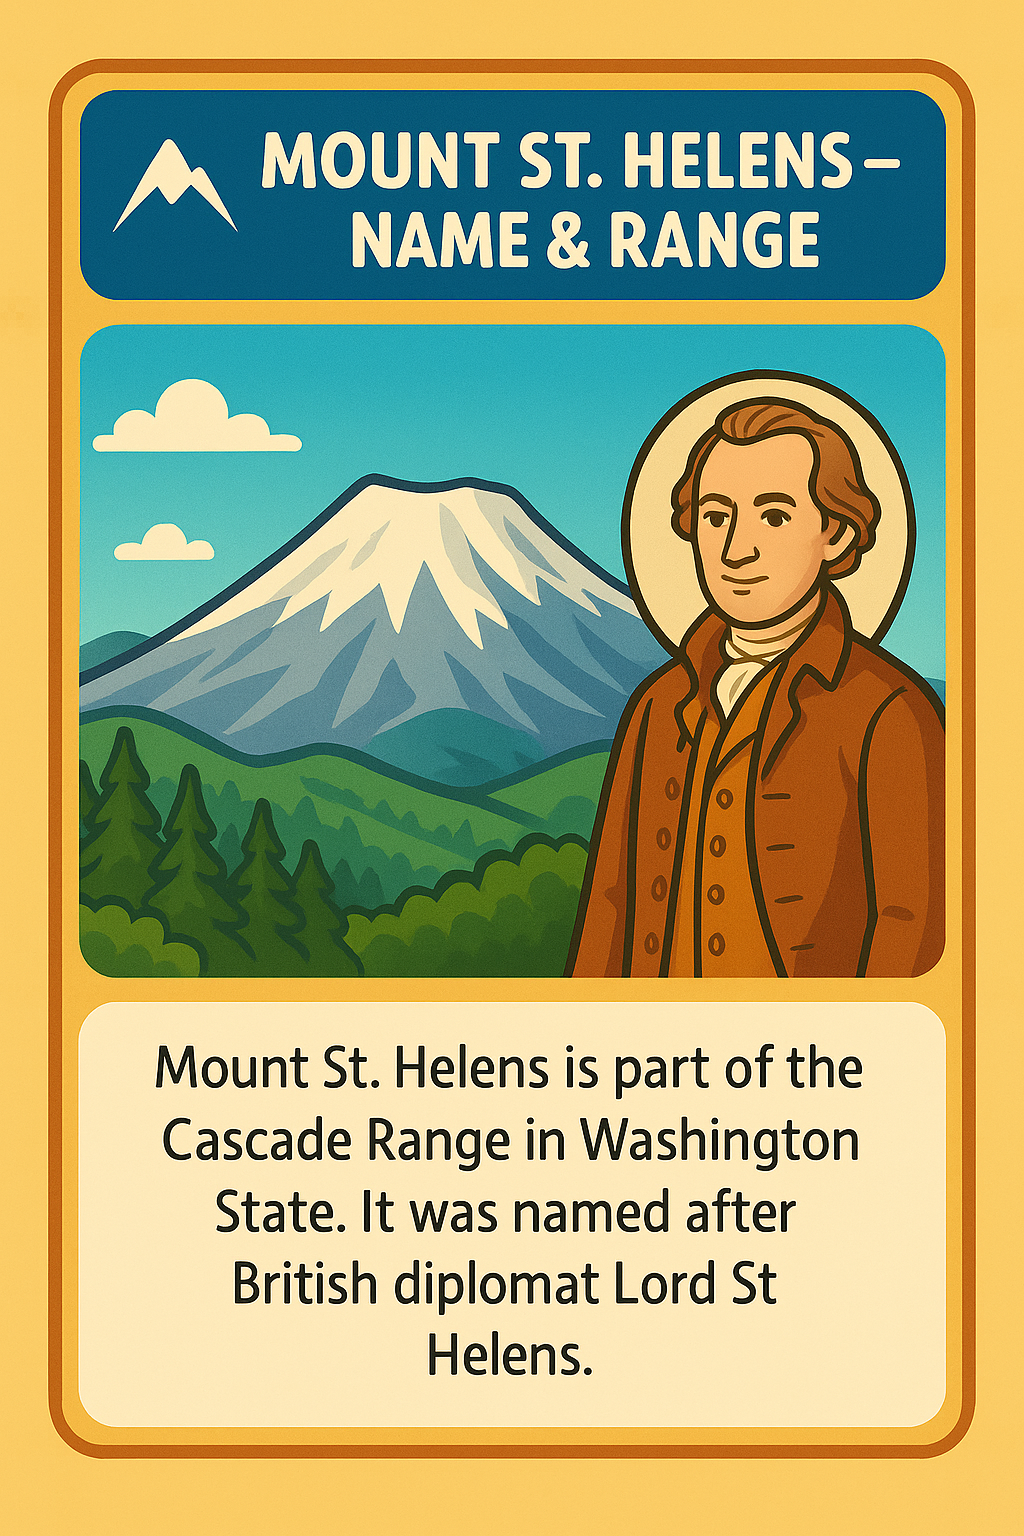 MOUNT ST. HELENS–
NAME & RANGE
Mount St. Helens is part of the
Cascade Range in Washington
State. It was named after
British diplomat Lord St
Helens.